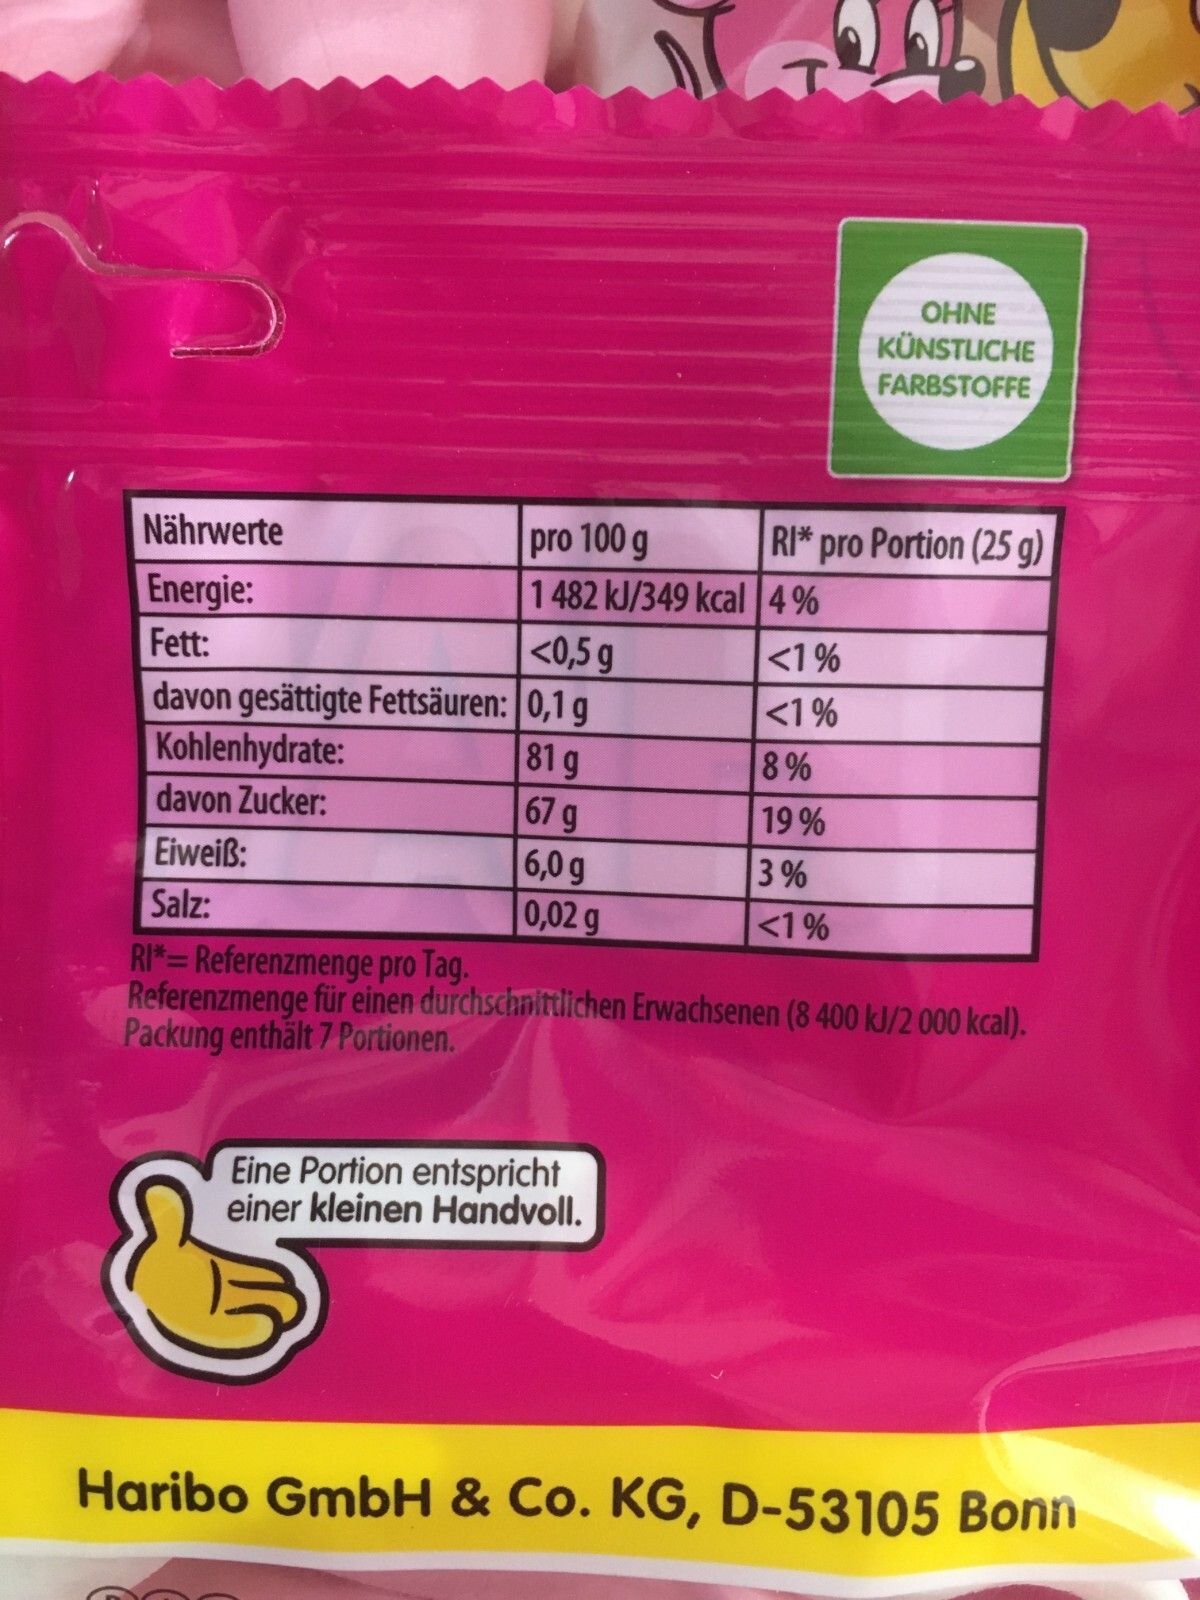 OHNE
KÜNSTLICHE
FARBSTOFFE
Nährwerte pro 100 g RI* pro Portion (25 g)
Energie: 1 482 kJ/349 kcal 4 %
Fett: <0,5 g <1 %
davon gesättigte Fettsäuren: 0,1 g <1 %
Kohlenhydrate: 81 g 8 %
davon Zucker: 67 g 19 %
Eiweiß: 6,0 g 3 %
Salz: 0,02 g <1 %
RI*= Referenzmenge pro Tag.
Referenzmenge für einen durchschnittlichen Erwachsenen (8 400 kJ/2 000 kcal).
Packung enthält 7 Portionen.
Eine Portion entspricht
einer kleinen Handvoll.
Haribo GmbH & Co. KG, D-53105 Bonn